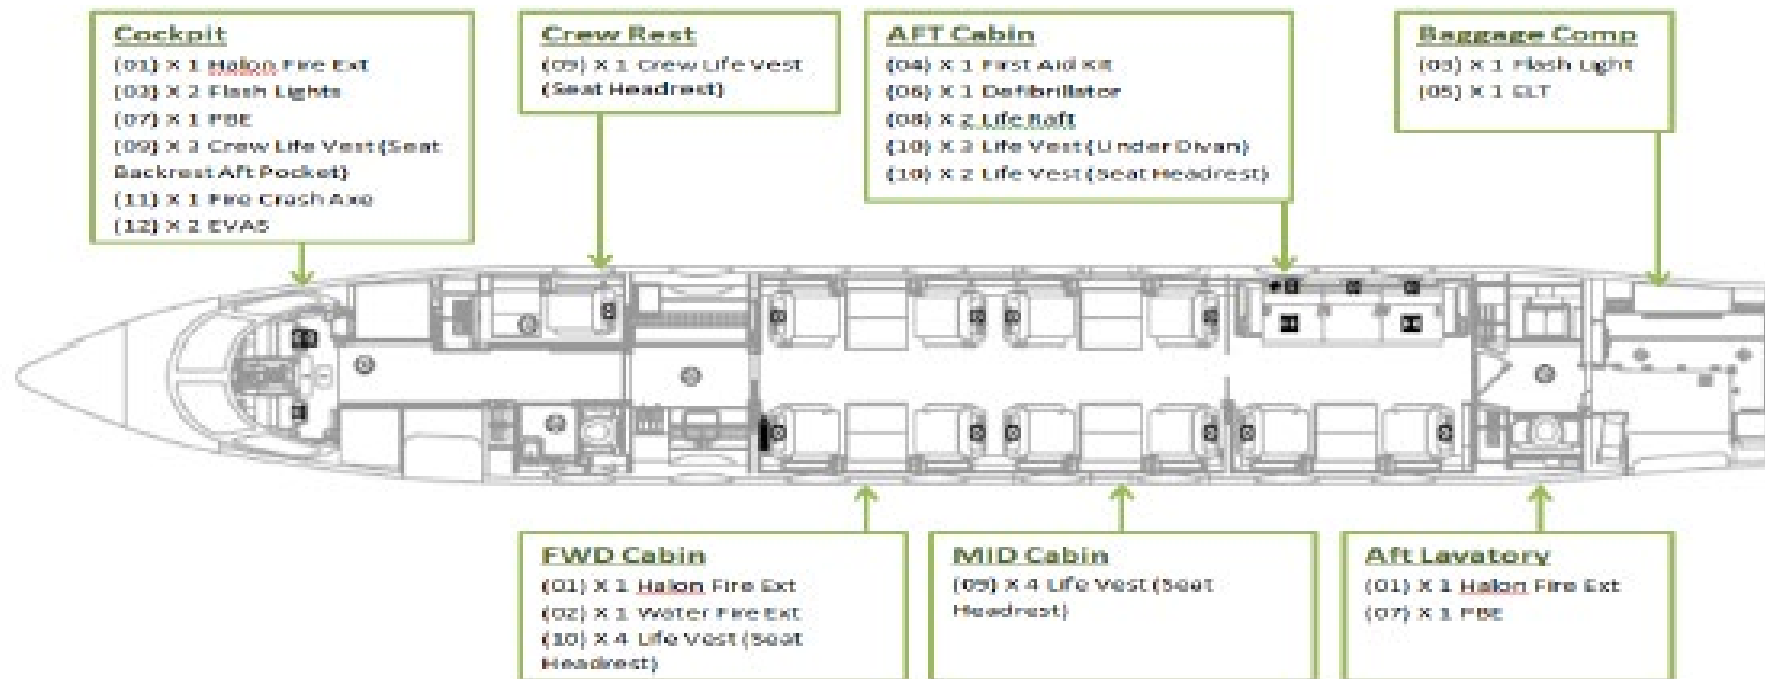 Cockpit
(01) X 1 Halon Fire Ext
(03) X 2 Flash Lights
(07) X 1 PBE
(09) X 3 Crew Life Vest (Seat
Backrest Aft Pocket)
(11) X 1 Fire Crash Axe
(12) X 2 EVAS
Crew Rest
(09) X 1 Crew Life Vest
(Seat Headrest)
AFT Cabin
(04) X 1 First Aid Kit
(06) X 1 Defibrillator
(08) X 2 Life Raft
(10) X 3 Life Vest (Under Divan)
(10) X 2 Life Vest (Seat Headrest)
Baggage Comp
(03) X 1 Flash Light
(05) X 1 ELT
FWD Cabin
(01) X 1 Halon Fire Ext
(02) X 1 Water Fire Ext
(10) X 4 Life Vest (Seat
Headrest)
MID Cabin
(09) X 4 Life Vest (Seat
Headrest)
Aft Lavatory
(01) X 1 Halon Fire Ext
(07) X 1 PBE